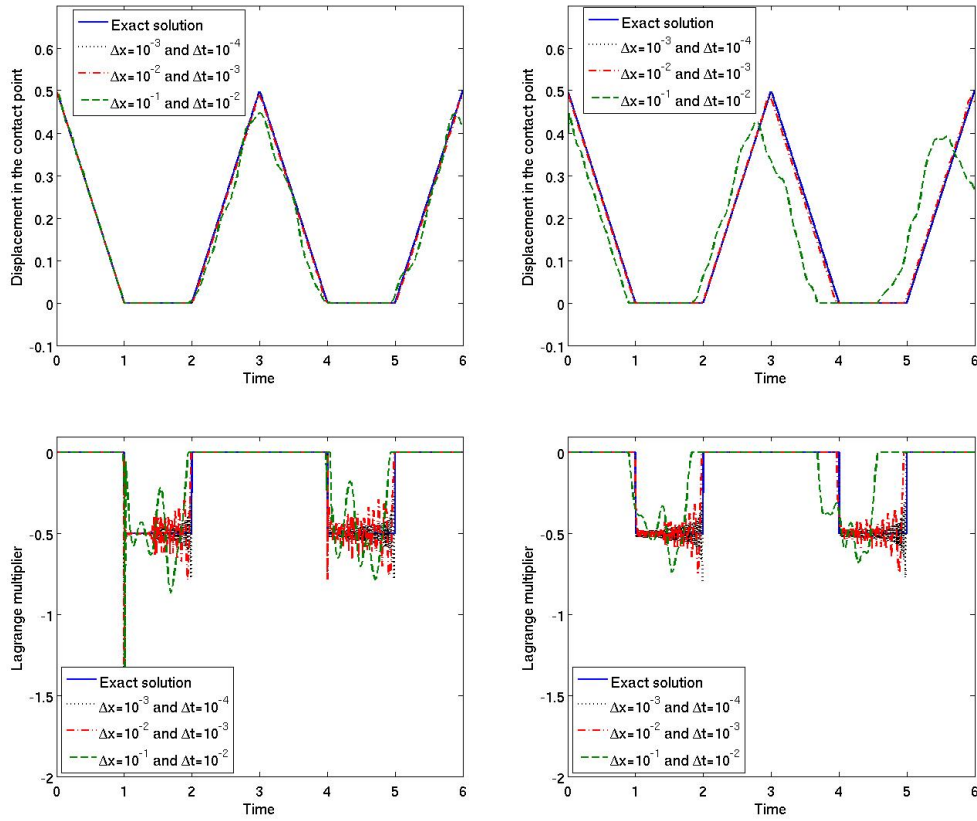 Exact solution
Δx=10⁻³ and Δt=10⁻⁴
Δx=10⁻² and Δt=10⁻³
Δx=10⁻¹ and Δt=10⁻²
0.6
0.5
0.4
0.3
0.2
0.1
0
-0.1
0 1 2 3 4 5 6
Time
Displacement in the contact point
Exact solution
Δx=10⁻³ and Δt=10⁻⁴
Δx=10⁻² and Δt=10⁻³
Δx=10⁻¹ and Δt=10⁻²
0.6
0.5
0.4
0.3
0.2
0.1
0
-0.1
0 1 2 3 4 5 6
Time
Displacement in the contact point
0
-0.5
-1
-1.5
-2
0 1 2 3 4 5 6
Time
Lagrange multiplier
Exact solution
Δx=10⁻³ and Δt=10⁻⁴
Δx=10⁻² and Δt=10⁻³
Δx=10⁻¹ and Δt=10⁻²
0
-0.5
-1
-1.5
-2
0 1 2 3 4 5 6
Time
Lagrange multiplier
Exact solution
Δx=10⁻³ and Δt=10⁻⁴
Δx=10⁻² and Δt=10⁻³
Δx=10⁻¹ and Δt=10⁻²